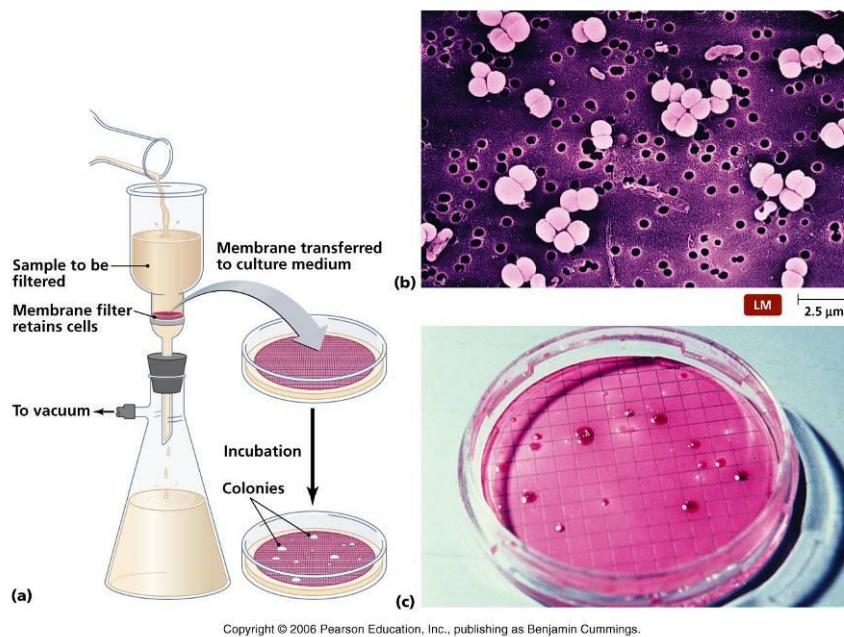 Sample to be
filtered
Membrane filter
retains cells
To vacuum
Membrane transferred
to culture medium
Incubation
Colonies
(a)
(b)
LM
2.5 µm
(c)
Copyright © 2006 Pearson Education, Inc., publishing as Benjamin Cummings.